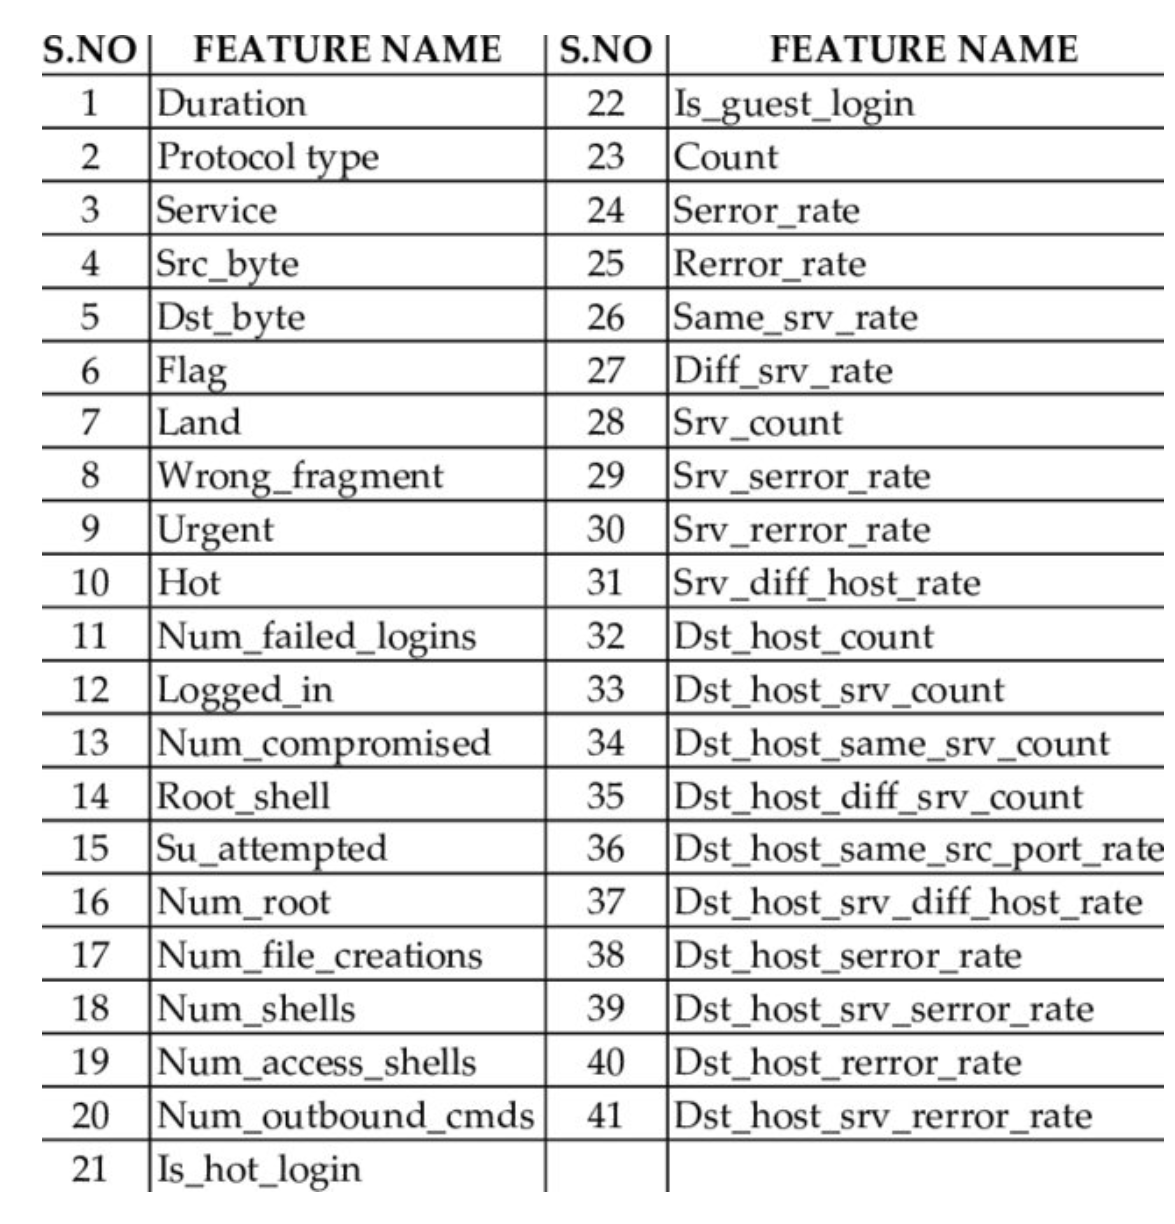 S.NO FEATURE NAME S.NO FEATURE NAME
1 Duration 22 Is_guest_login
2 Protocol type 23 Count
3 Service 24 Serror_rate
4 Src_byte 25 Rerror_rate
5 Dst_byte 26 Same_srv_rate
6 Flag 27 Diff_srv_rate
7 Land 28 Srv_count
8 Wrong_fragment 29 Srv_serror_rate
9 Urgent 30 Srv_rerror_rate
10 Hot 31 Srv_diff_host_rate
11 Num_failed_logins 32 Dst_host_count
12 Logged_in 33 Dst_host_srv_count
13 Num_compromised 34 Dst_host_same_srv_count
14 Root_shell 35 Dst_host_diff_srv_count
15 Su_attempted 36 Dst_host_same_src_port_rate
16 Num_root 37 Dst_host_srv_diff_host_rate
17 Num_file_creations 38 Dst_host_serror_rate
18 Num_shells 39 Dst_host_srv_serror_rate
19 Num_access_shells 40 Dst_host_rerror_rate
20 Num_outbound_cmds 41 Dst_host_srv_rerror_rate
21 Is_hot_login